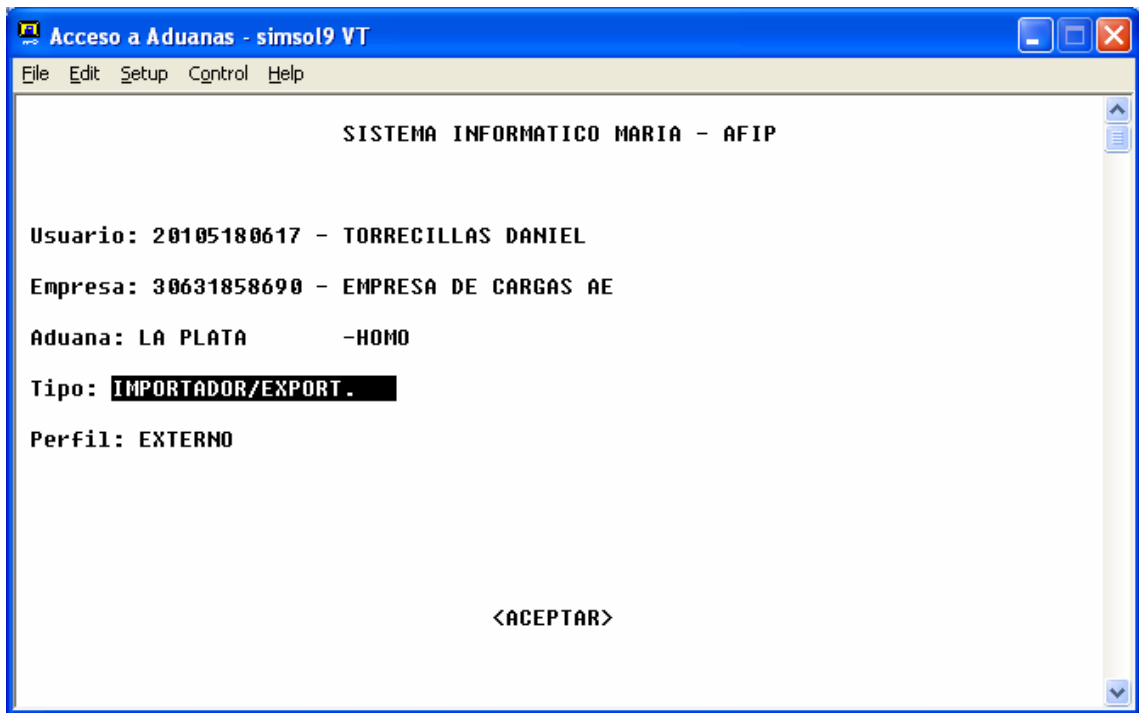 Acceso a Aduanas - simsol9 VT
File Edit Setup Control Help
SISTEMA INFORMATICO MARIA - AFIP
Usuario: 20105180617 - TORRECILLAS DANIEL
Empresa: 30631858690 - EMPRESA DE CARGAS AE
Aduana: LA PLATA -HOMO
Tipo: IMPORTADOR/EXPORT.
Perfil: EXTERNO
<ACEPTAR>